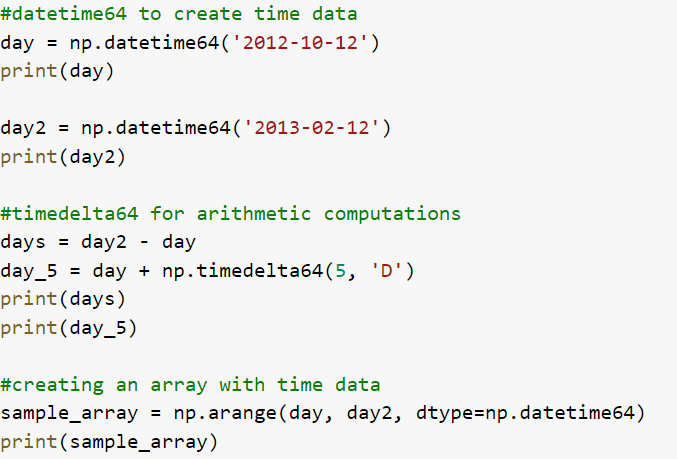 #datetime64 to create time data
day = np.datetime64('2012-10-12')
print(day)
day2 = np.datetime64('2013-02-12')
print(day2)
#timedelta64 for arithmetic computations
days = day2 - day
day_5 = day + np.timedelta64(5, 'D')
print(days)
print(day_5)
#creating an array with time data
sample_array = np.arange(day, day2, dtype=np.datetime64)
print(sample_array)